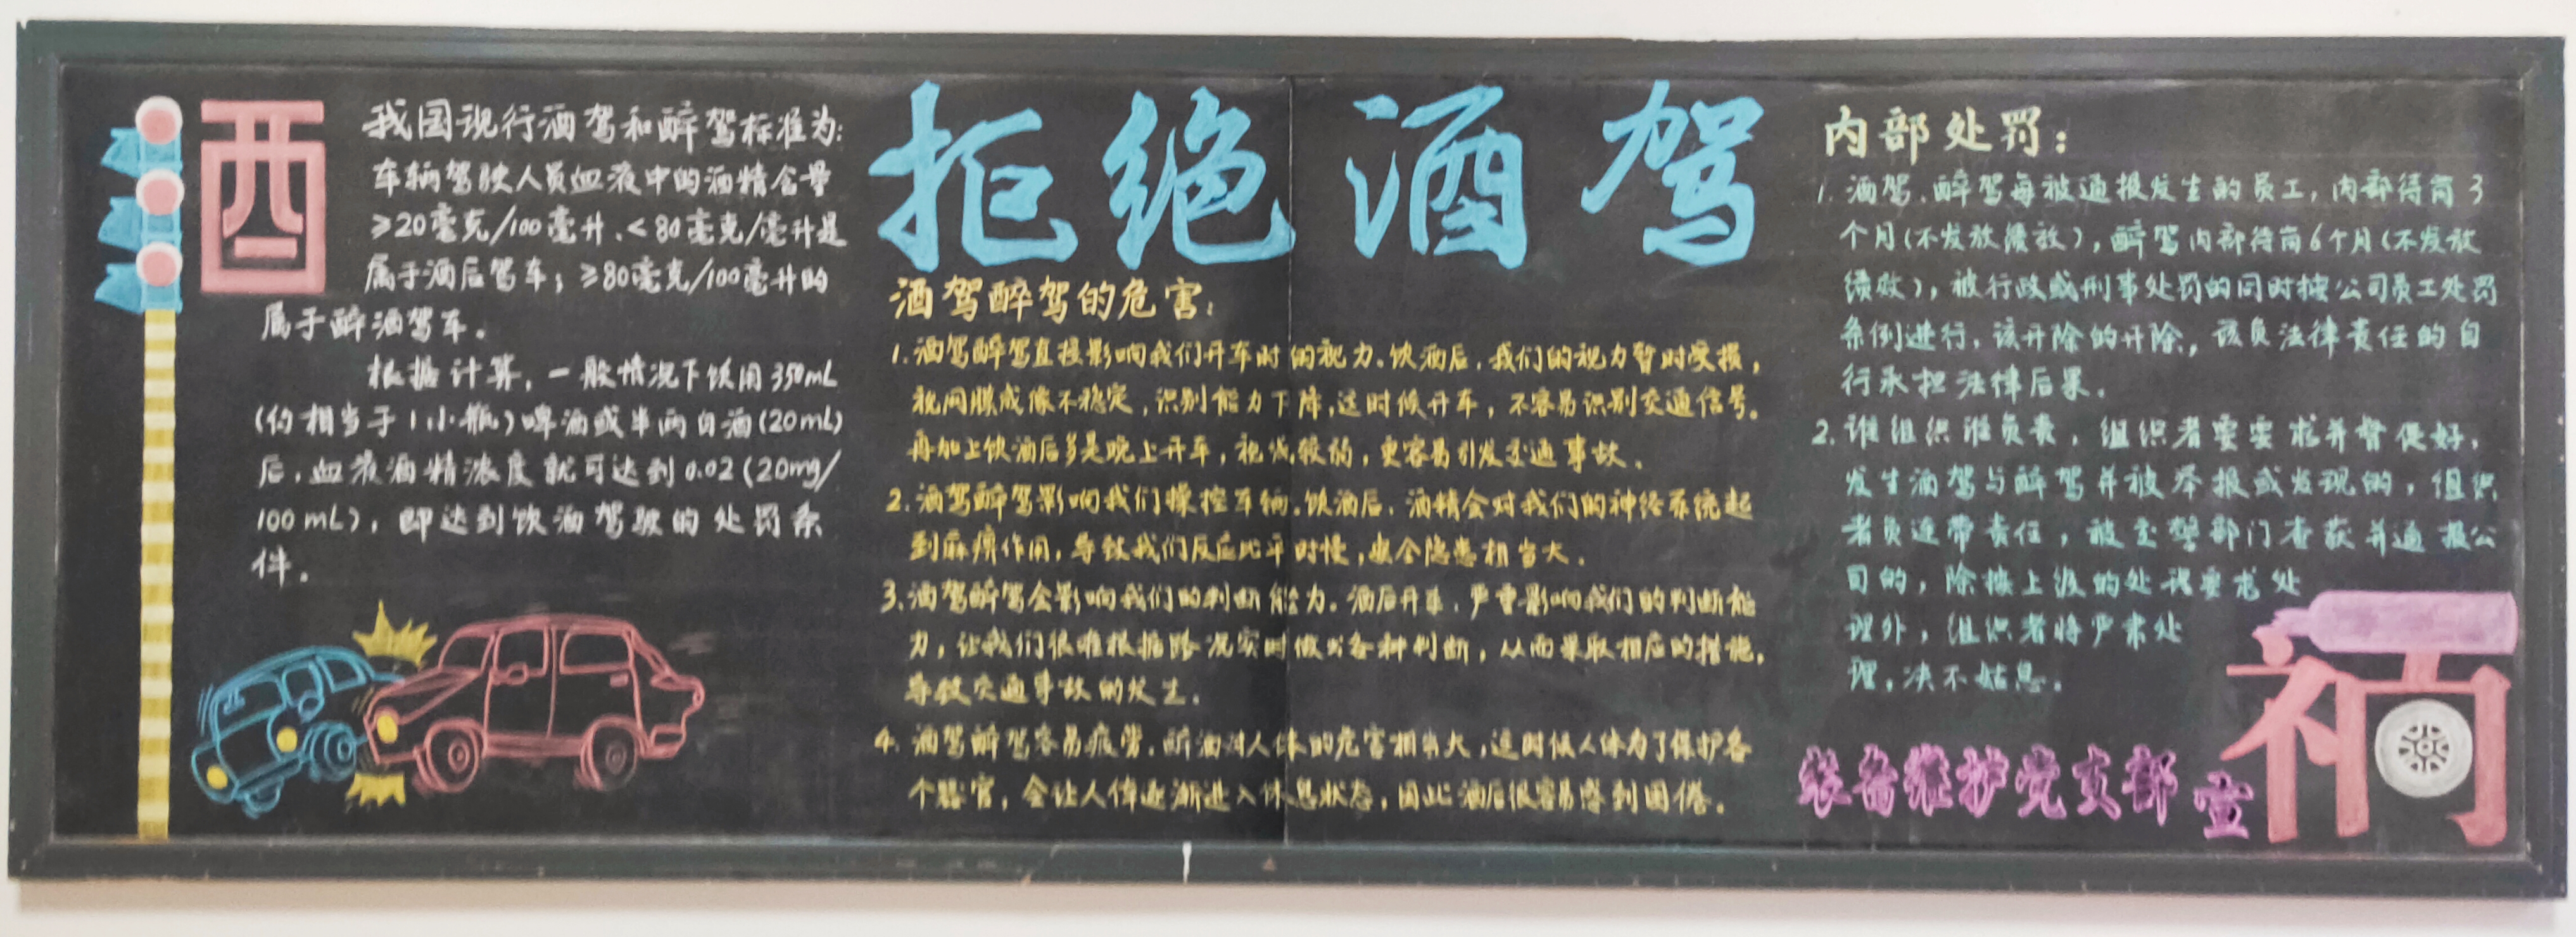 酒
我国现行酒驾和醉驾标准为:
车辆驾驶人员血液中的酒精含量
≥20毫克/100毫升、<80毫克/毫升是
属于酒后驾车；≥80毫克/100毫升的
属于醉酒驾车。
根据计算，一般情况下饮用350mL
(约相当于1小瓶)啤酒或半两白酒(20mL)
后，血液酒精浓度就可达到0.02(20mg/
100mL)，即达到饮酒驾驶的处罚条
件。
拒绝酒驾
酒驾醉驾的危害:
1.酒驾醉驾直接影响我们开车时的视力。饮酒后，我们的视力暂时受损，
视网膜成像不稳定，识别能力下降，这时候开车，不容易识别交通信号。
再加上饮酒后多是晚上开车，视线较弱，更容易引发交通事故。
2.酒驾醉驾影响我们操控车辆。饮酒后，酒精会对我们的神经系统起
到麻痹作用，导致我们反应比平时慢，安全隐患相当大。
3.酒驾醉驾会影响我们的判断能力。酒后开车，严重影响我们的判断能
力，让我们很难根据路况实时做出各种判断，从而采取相应的措施，
导致交通事故的发生。
4.酒驾醉驾容易疲劳。醉酒对人体的危害相当大，这时候人体为了保护各
个器官，会让人体逐渐进入休息状态，因此酒后很容易感到困倦。
内部处罚:
1.酒驾、醉驾每被通报发生的员工，内部待岗3
个月(不发放绩效)，醉驾内部待岗6个月(不发放
绩效)，被行政或刑事处罚的同时按公司员工处罚
条例进行，该开除的开除，该负法律责任的自
行承担法律后果。
2.谁组织谁负责，组织者要要求并督促好，
发生酒驾与醉驾并被举报或发现的，组织
者负连带责任，被交警部门查获并通报公
司的，除按上级的处理要求处
理外，组织者将严肃处
理，决不姑息。
装备维护党支部 宣
祸